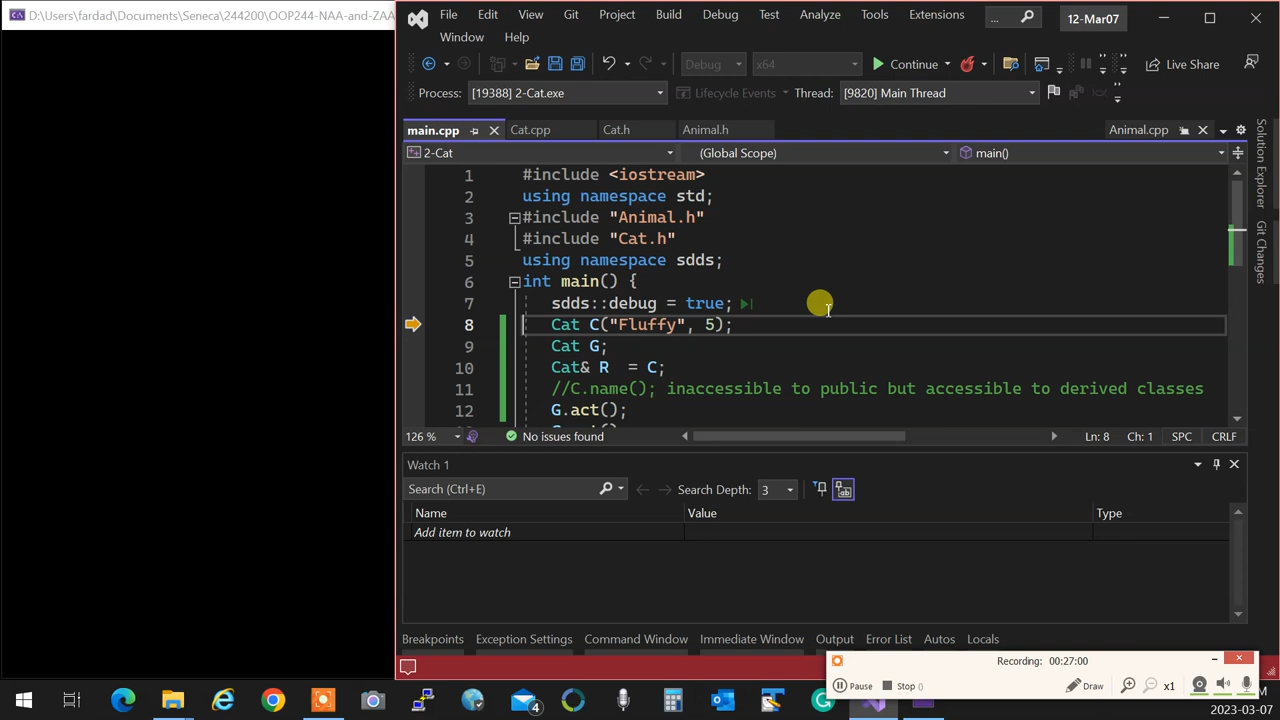 D:\Users\fardad\Documents\Seneca\244200\OOP244-NAA-and-ZAA
File Edit View Git Project Build Debug Test Analyze Tools Extensions ... 12-Mar07
Window Help
Debug x64 Continue Live Share
Process: [19388] 2-Cat.exe Lifecycle Events Thread: [9820] Main Thread
main.cpp Cat.cpp Cat.h Animal.h Animal.cpp
2-Cat (Global Scope) main()
1 #include <iostream>
2 using namespace std;
3 #include "Animal.h"
4 #include "Cat.h"
5 using namespace sdds;
6 int main() {
7 sdds::debug = true;
8 Cat C("Fluffy", 5);
9 Cat G;
10 Cat& R = C;
11 //C.name(); inaccessible to public but accessible to derived classes
12 G.act();
126 % No issues found Ln: 8 Ch: 1 SPC CRLF
Watch 1
Search (Ctrl+E) Search Depth: 3
Name Value Type
Add item to watch
Breakpoints Exception Settings Command Window Immediate Window Output Error List Autos Locals
Recording: 00:27:00
Pause Stop () Draw x1
4
2023-03-07
Solution Explorer
Git Changes